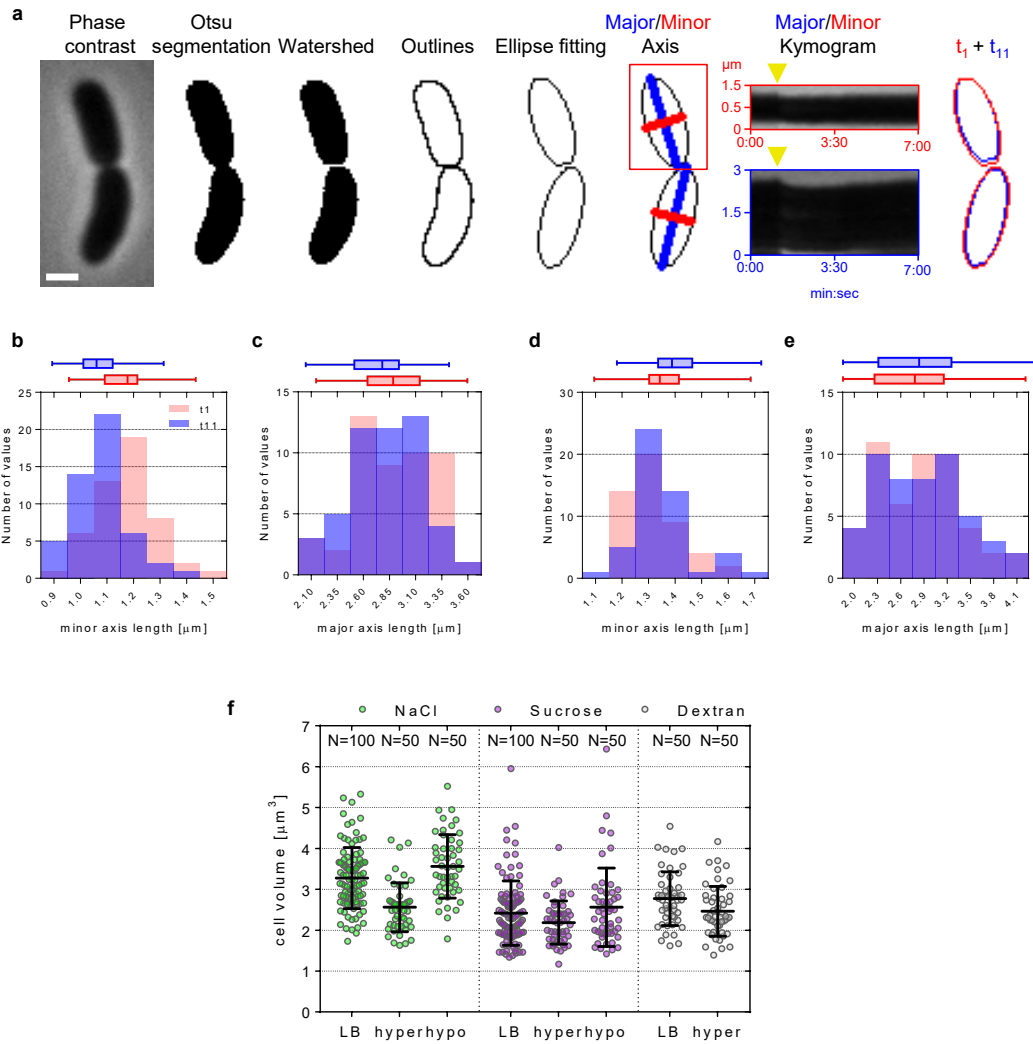 a
Phase contrast
Otsu segmentation
Watershed
Outlines
Ellipse fitting
Major/Minor Axis
Major/Minor Kymogram
t1 + t11
µm
1.5
0.5
0
0:00 3:30 7:00
3
1.5
0
0:00 3:30 7:00
min:sec
b
Number of values
25
20
15
10
5
0
t1
t11
0.9 1.0 1.1 1.2 1.3 1.4 1.5
minor axis length [µm]
c
Number of values
15
10
5
0
2.10 2.35 2.60 2.85 3.10 3.35 3.60
major axis length [µm]
d
Number of values
30
20
10
0
1.1 1.2 1.3 1.4 1.5 1.6 1.7
minor axis length [µm]
e
Number of values
15
10
5
0
2.0 2.3 2.6 2.9 3.2 3.5 3.8 4.1
major axis length [µm]
f
NaCl Sucrose Dextran
N=100 N=50 N=50 N=100 N=50 N=50 N=50 N=50
cell volume [µm³]
7
6
5
4
3
2
1
0
LB hyper hypo LB hyper hypo LB hyper